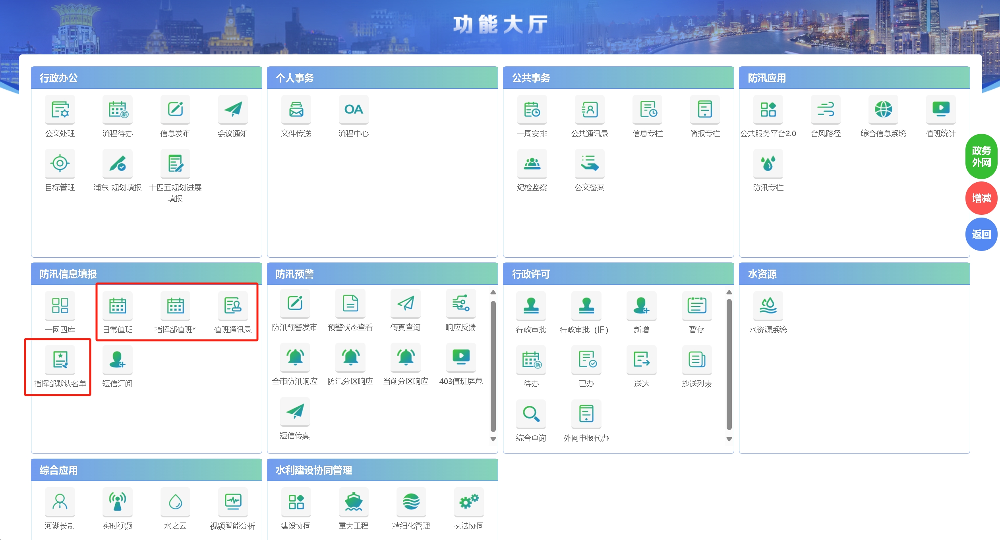 功能大厅
行政办公
公文处理
流程待办
新
信息发布
会议通知
目标管理
浦东-规划填报
十四五规划进展
填报
个人事务
文件传送
OA
流程中心
公共事务
一周安排
公共通讯录
信息专栏
简报专栏
纪检监察
公文备案
防汛应用
公共服务平台2.0
台风路径
综合信息系统
值班统计
防汛专栏
政务
外网
增减
返回
防汛信息填报
一网四库
日常值班
指挥部值班*
值班通讯录
指挥部默认名单
短信订阅
防汛预警
防汛预警发布
预警状态查看
传真查询
响应反馈
全市防汛响应
防汛分区响应
当前分区响应
403值班屏幕
短信传真
行政许可
行政审批
行政审批（旧）
新增
暂存
新
待办
已办
送达
抄送列表
综合查询
外网申报代办
水资源
水资源系统
综合应用
河湖长制
实时视频
水之云
视频智能分析
水利建设协同管理
建设协同
重大工程
精细化管理
执法协同